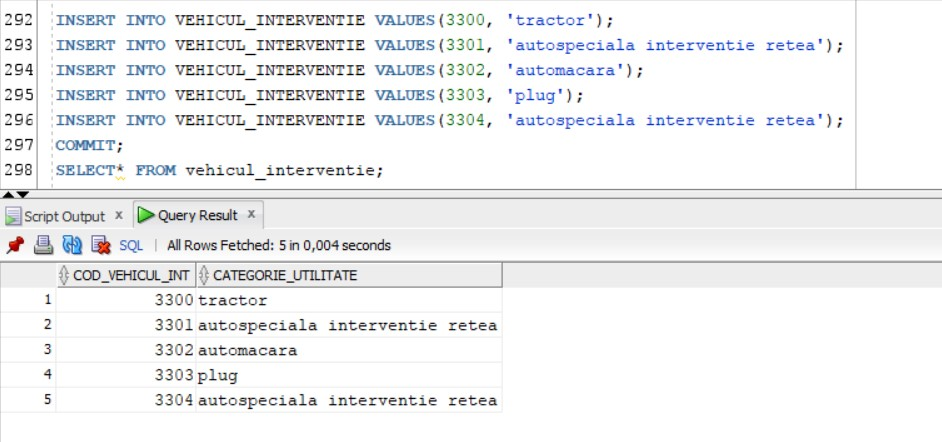 292 INSERT INTO VEHICUL_INTERVENTIE VALUES(3300, 'tractor');
293 INSERT INTO VEHICUL_INTERVENTIE VALUES(3301, 'autospeciala interventie retea');
294 INSERT INTO VEHICUL_INTERVENTIE VALUES(3302, 'automacara');
295 INSERT INTO VEHICUL_INTERVENTIE VALUES(3303, 'plug');
296 INSERT INTO VEHICUL_INTERVENTIE VALUES(3304, 'autospeciala interventie retea');
297 COMMIT;
298 SELECT* FROM vehicul_interventie;
Script Output x Query Result x
SQL | All Rows Fetched: 5 in 0,004 seconds
COD_VEHICUL_INT CATEGORIE_UTILITATE
1 3300 tractor
2 3301 autospeciala interventie retea
3 3302 automacara
4 3303 plug
5 3304 autospeciala interventie retea